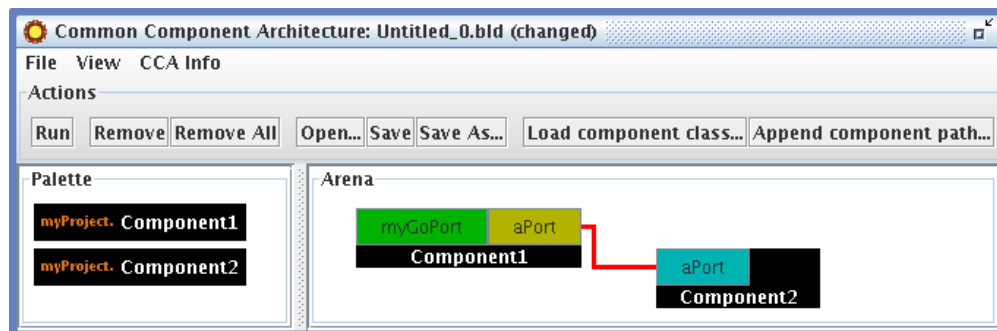 Common Component Architecture: Untitled_0.bld (changed)
File View CCA Info
Actions
Run Remove Remove All Open... Save Save As... Load component class... Append component path...
Palette
myProject. Component1
myProject. Component2
Arena
myGoPort aPort
Component1
aPort
Component2